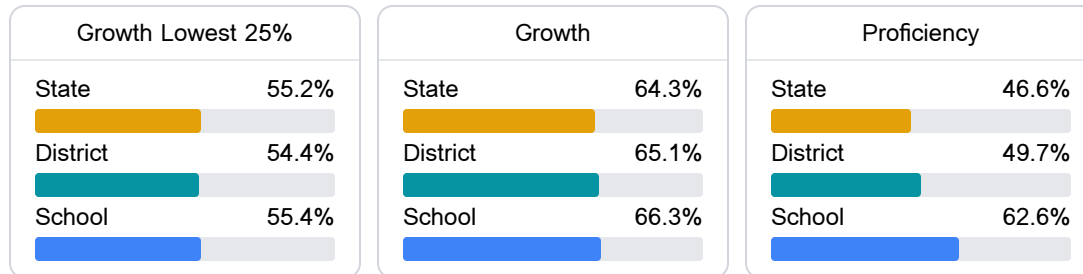 Growth Lowest 25%
State 55.2%
District 54.4%
School 55.4%
Growth
State 64.3%
District 65.1%
School 66.3%
Proficiency
State 46.6%
District 49.7%
School 62.6%